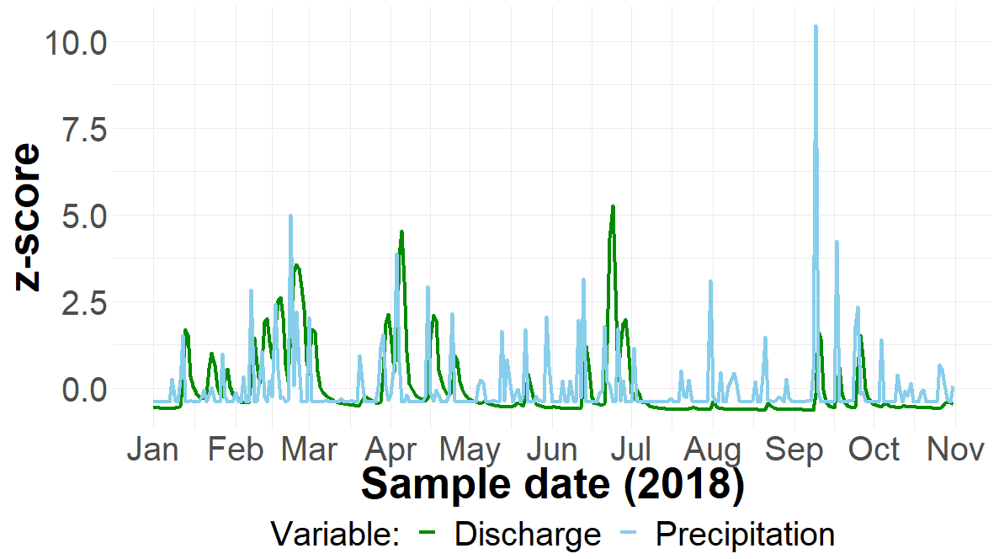 10.0
7.5
5.0
2.5
0.0
z-score
Jan Feb Mar Apr May Jun Jul Aug Sep Oct Nov
Sample date (2018)
Variable: Discharge Precipitation